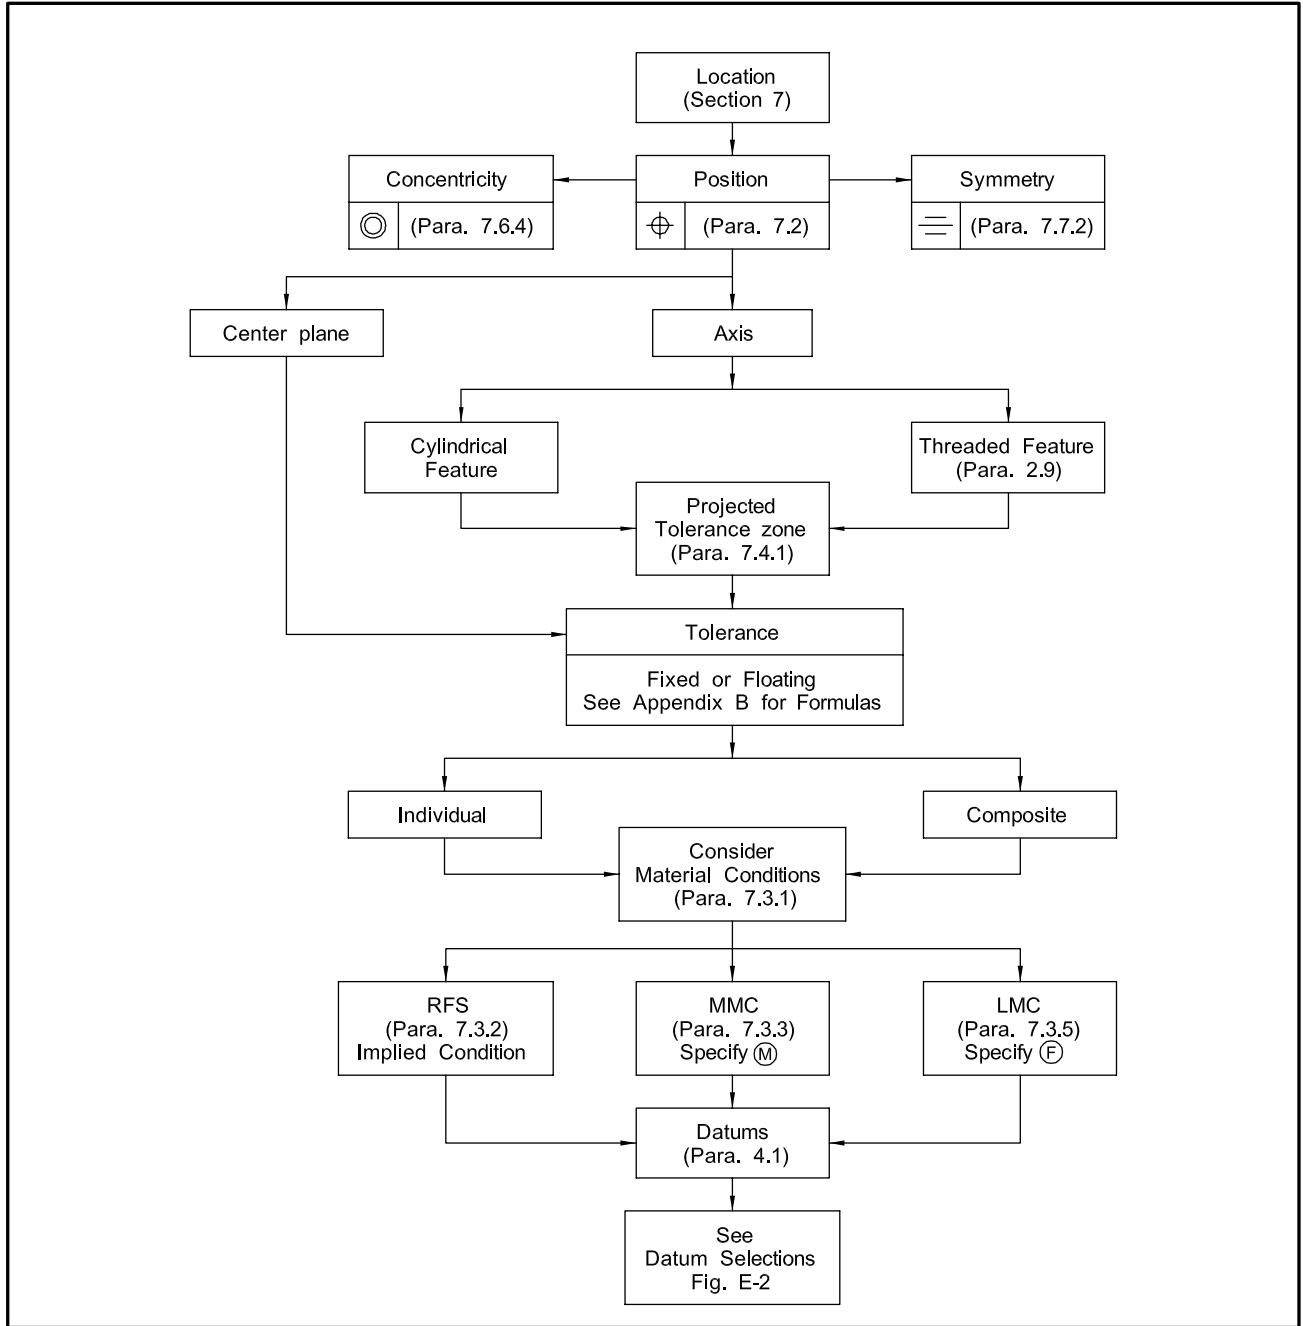 Location
(Section 7)
Concentricity
Position
Symmetry
(Para. 7.6.4)
(Para. 7.2)
(Para. 7.7.2)
Center plane
Axis
Cylindrical
Feature
Threaded Feature
(Para. 2.9)
Projected
Tolerance zone
(Para. 7.4.1)
Tolerance
Fixed or Floating
See Appendix B for Formulas
Individual
Composite
Consider
Material Conditions
(Para. 7.3.1)
RFS
(Para. 7.3.2)
Implied Condition
MMC
(Para. 7.3.3)
Specify Ⓜ
LMC
(Para. 7.3.5)
Specify Ⓕ
Datums
(Para. 4.1)
See
Datum Selections
Fig. E-2